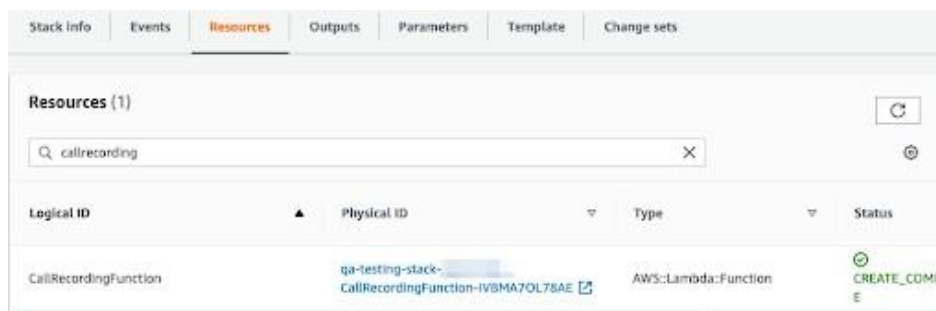 Stack info Events Resources Outputs Parameters Template Change sets
Resources (1)
callrecording
Logical ID Physical ID Type Status
qa-testing-stack-
CallRecordingFunction CallRecordingFunction-IV8MA7OL78AE AWS::Lambda::Function CREATE_COM
E